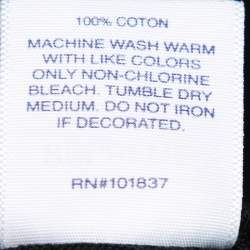 100% COTON
MACHINE WASH WARM
WITH LIKE COLORS
ONLY NON-CHLORINE
BLEACH. TUMBLE DRY
MEDIUM. DO NOT IRON
IF DECORATED.
RN#101837